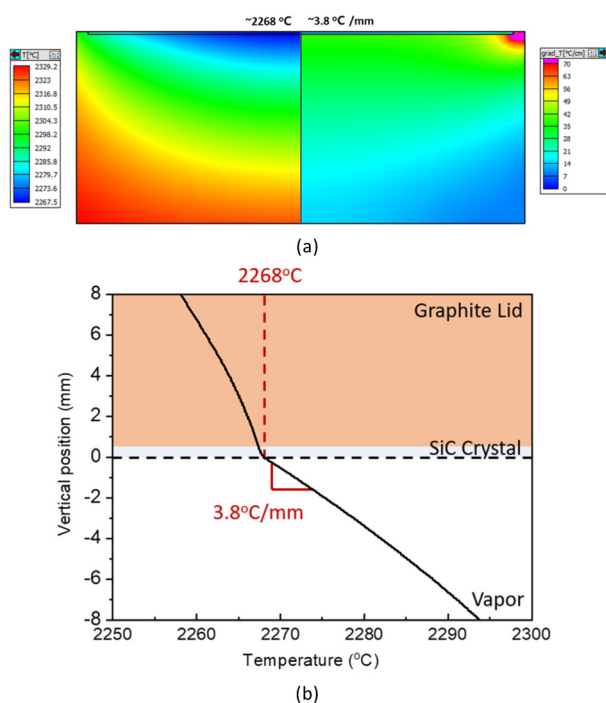 ~2268 °C ~3.8 °C /mm
T[°C]
2329.2
2323
2316.8
2310.5
2304.3
2298.2
2292
2285.8
2279.7
2273.6
2267.5
grad_T[°C/cm]
70
63
56
49
43
35
28
21
14
7
0
(a)
2268°C
8
6
4
2
0
-2
-4
-6
-8
Vertical position (mm)
Graphite Lid
SiC Crystal
3.8°C/mm
Vapor
2250 2260 2270 2280 2290 2300
Temperature (°C)
(b)